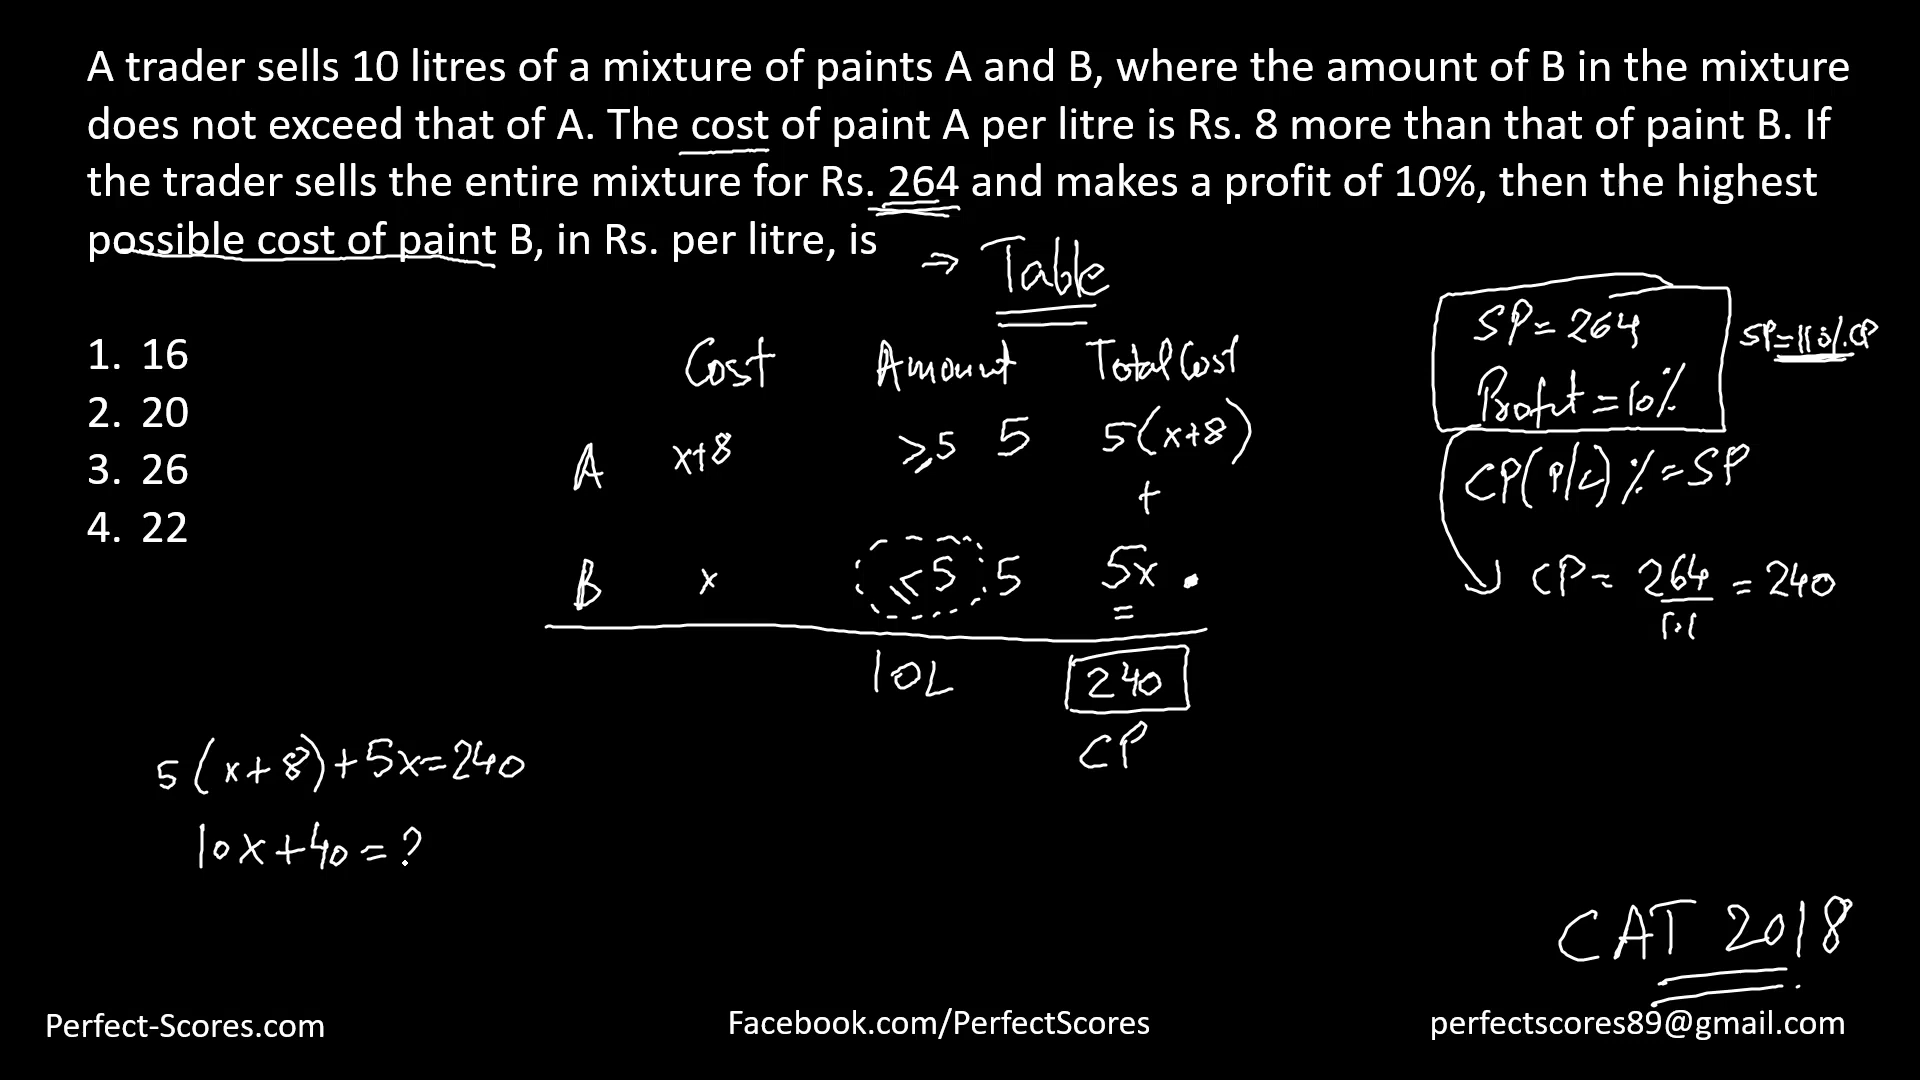 A trader sells 10 litres of a mixture of paints A and B, where the amount of B in the mixture
does not exceed that of A. The cost of paint A per litre is Rs. 8 more than that of paint B. If
the trader sells the entire mixture for Rs. 264 and makes a profit of 10%, then the highest
possible cost of paint B, in Rs. per litre, is
⇒ Table
1. 16
2. 20
3. 26
4. 22
Cost Amount Total Cost
A x+8 ≥5 5 5(x+8)
+
B x ≤5 5 5x
=
10L 240
CP
SP=264
Profit=10%
SP=110%.CP
CP(P/L)%=SP
CP=264/1.1=240
5(x+8)+5x=240
10x+40=?
CAT 2018
Perfect-Scores.com
Facebook.com/PerfectScores
perfectscores89@gmail.com